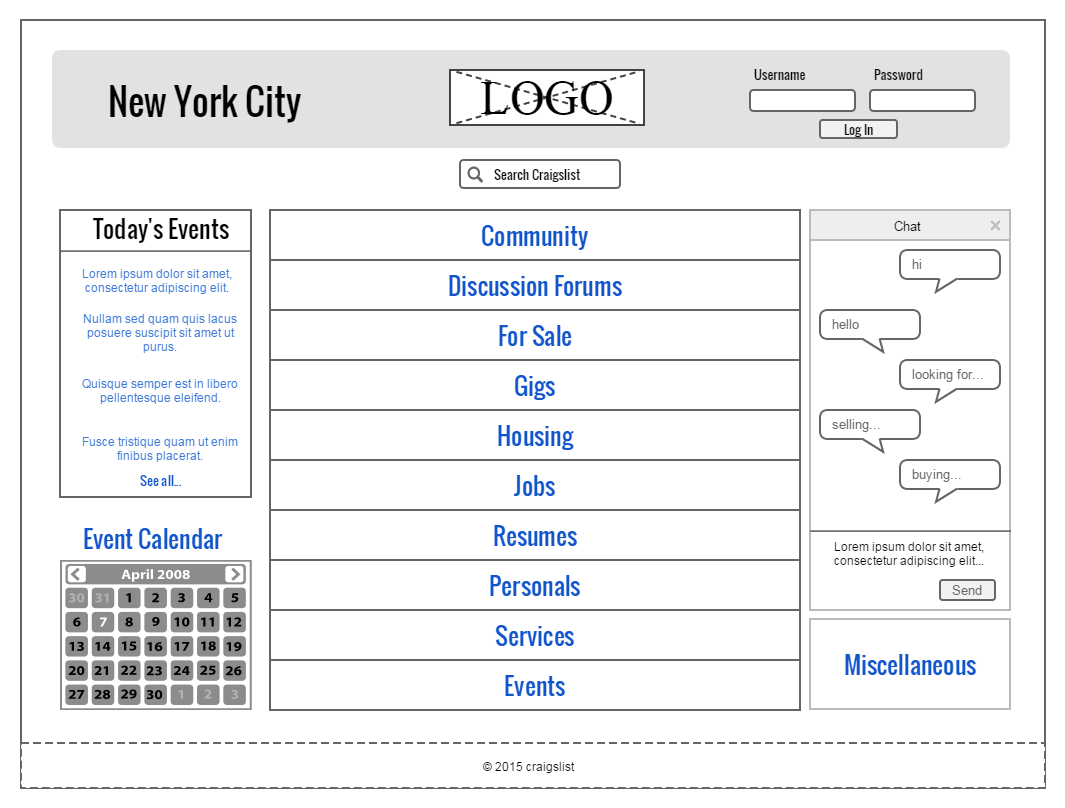 New York City
LOGO
Username
Password
Log In
Search Craigslist
Today's Events
Lorem ipsum dolor sit amet,
consectetur adipiscing elit.
Nullam sed quam quis lacus
posuere suscipit sit amet ut
purus.
Quisque semper est in libero
pellentesque eleifend.
Fusce tristique quam ut enim
finibus placerat.
See all...
Event Calendar
April 2008
30 31 1 2 3 4 5
6 7 8 9 10 11 12
13 14 15 16 17 18 19
20 21 22 23 24 25 26
27 28 29 30 1 2 3
Community
Discussion Forums
For Sale
Gigs
Housing
Jobs
Resumes
Personals
Services
Events
Chat
hi
hello
looking for...
selling...
buying...
Lorem ipsum dolor sit amet,
consectetur adipiscing elit...
Send
Miscellaneous
© 2015 craigslist